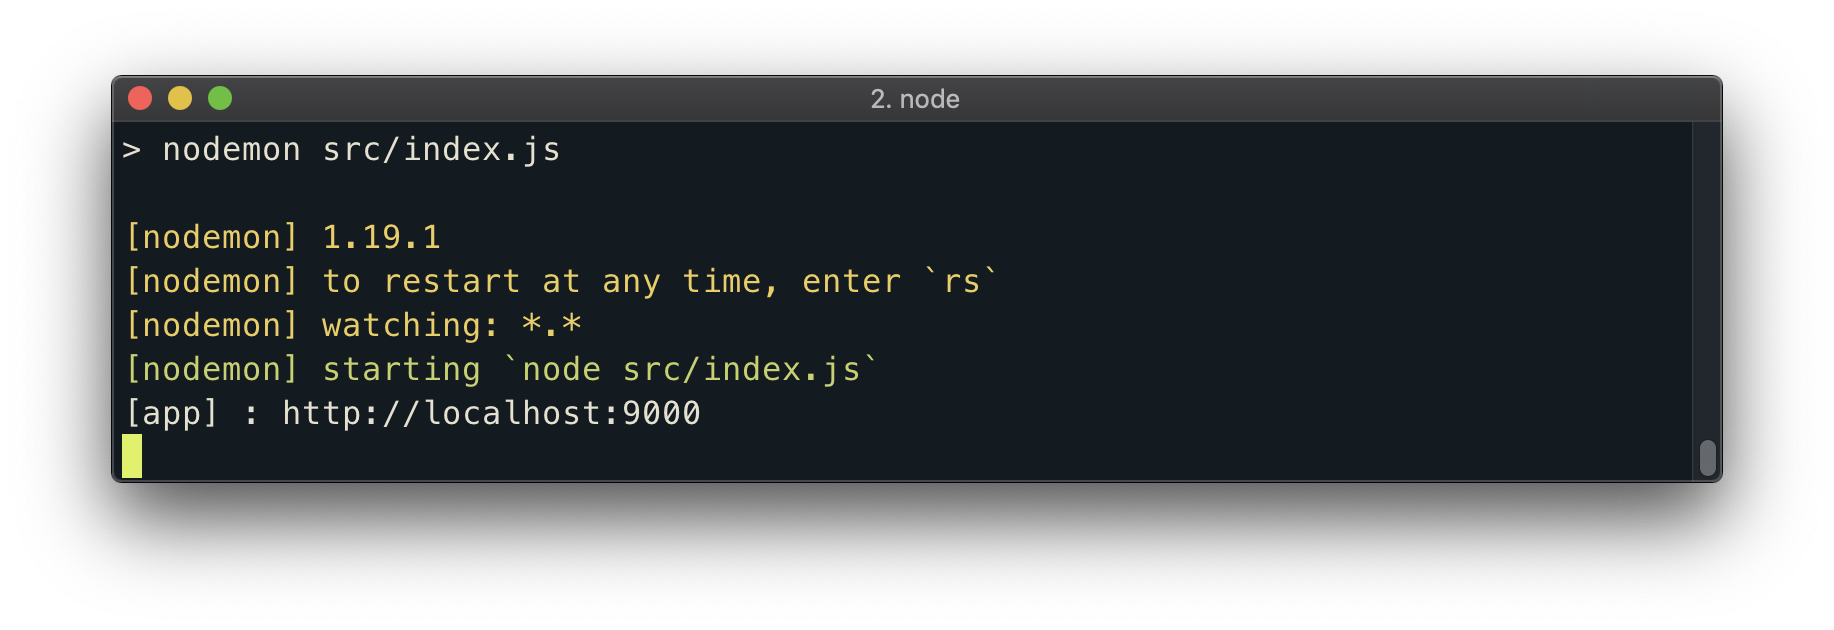 2. node
> nodemon src/index.js
[nodemon] 1.19.1
[nodemon] to restart at any time, enter `rs`
[nodemon] watching: *.*
[nodemon] starting `node src/index.js`
[app] : http://localhost:9000